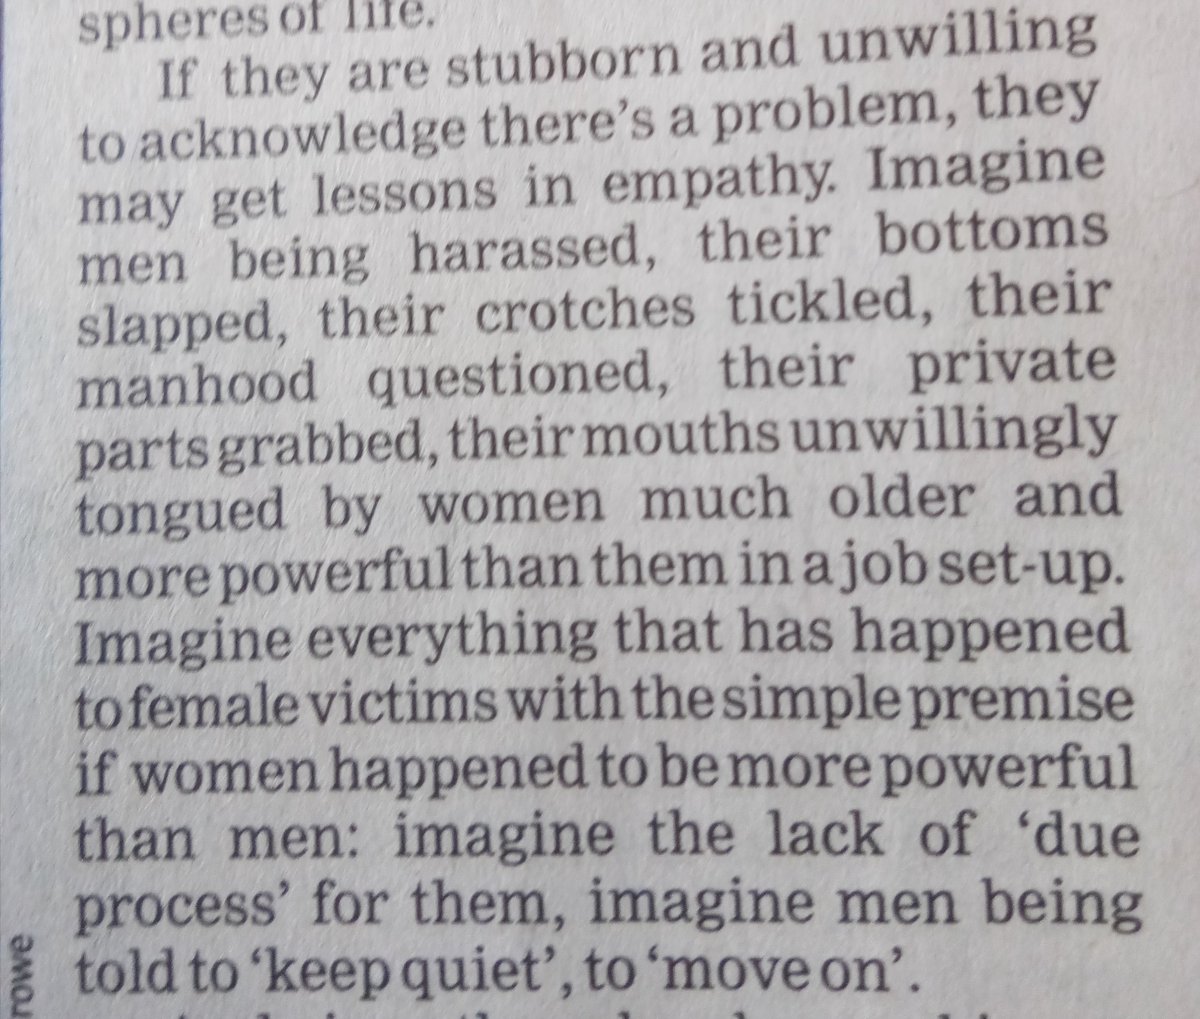 spheres of life.
If they are stubborn and unwilling
to acknowledge there's a problem, they
may get lessons in empathy. Imagine
men being harassed, their bottoms
slapped, their crotches tickled, their
manhood questioned, their private
parts grabbed, their mouths unwillingly
tongued by women much older and
more powerful than them in a job set-up.
Imagine everything that has happened
to female victims with the simple premise
if women happened to be more powerful
than men: imagine the lack of ‘due
process’ for them, imagine men being
told to ‘keep quiet’, to ‘move on’.
rowe